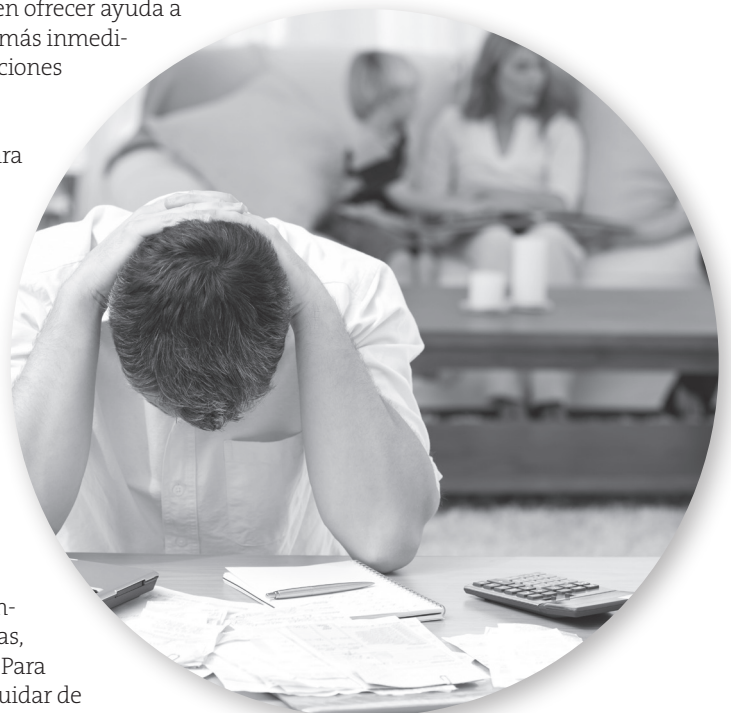 en ofrecer ayuda a
más inmedi-
ciones
ra
n-
as,
Para
uidar de